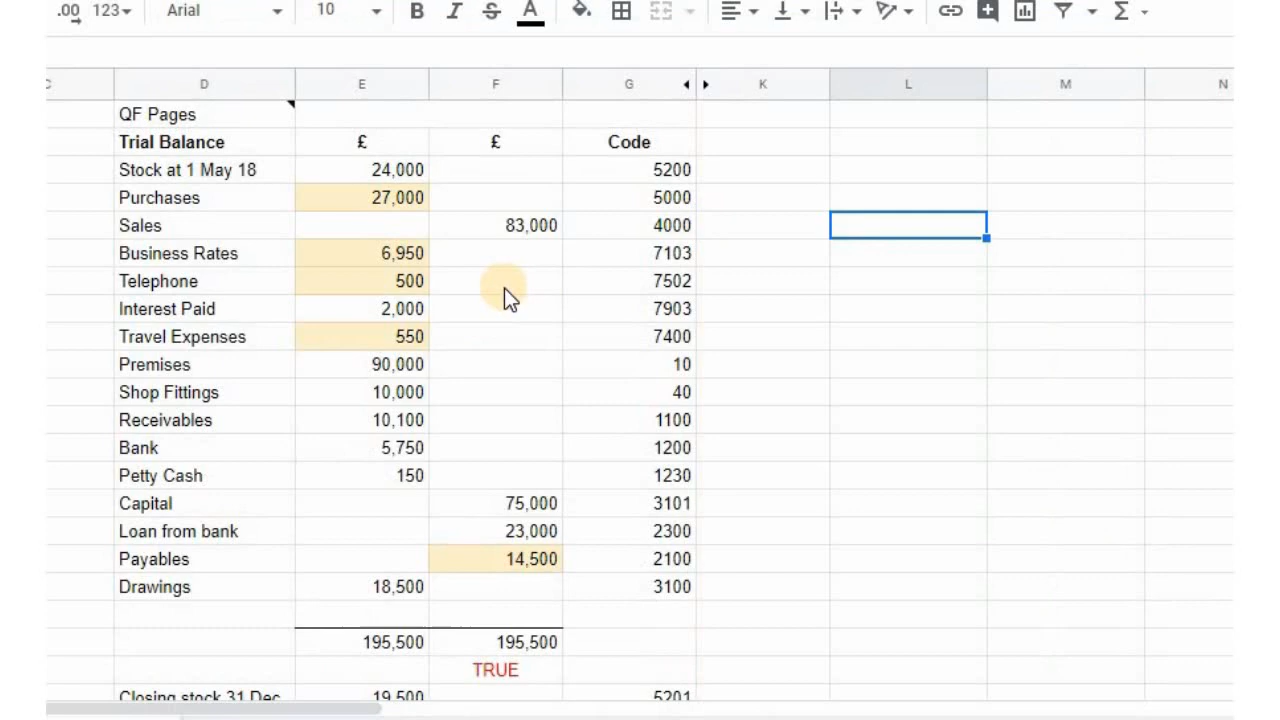 .00 123 Arial 10 B I S A Σ
C D E F G K L M N
QF Pages
Trial Balance £ £ Code
Stock at 1 May 18 24,000 5200
Purchases 27,000 5000
Sales 83,000 4000
Business Rates 6,950 7103
Telephone 500 7502
Interest Paid 2,000 7903
Travel Expenses 550 7400
Premises 90,000 10
Shop Fittings 10,000 40
Receivables 10,100 1100
Bank 5,750 1200
Petty Cash 150 1230
Capital 75,000 3101
Loan from bank 23,000 2300
Payables 14,500 2100
Drawings 18,500 3100
195,500 195,500
TRUE
Closing stock 31 Dec 19,500 5201